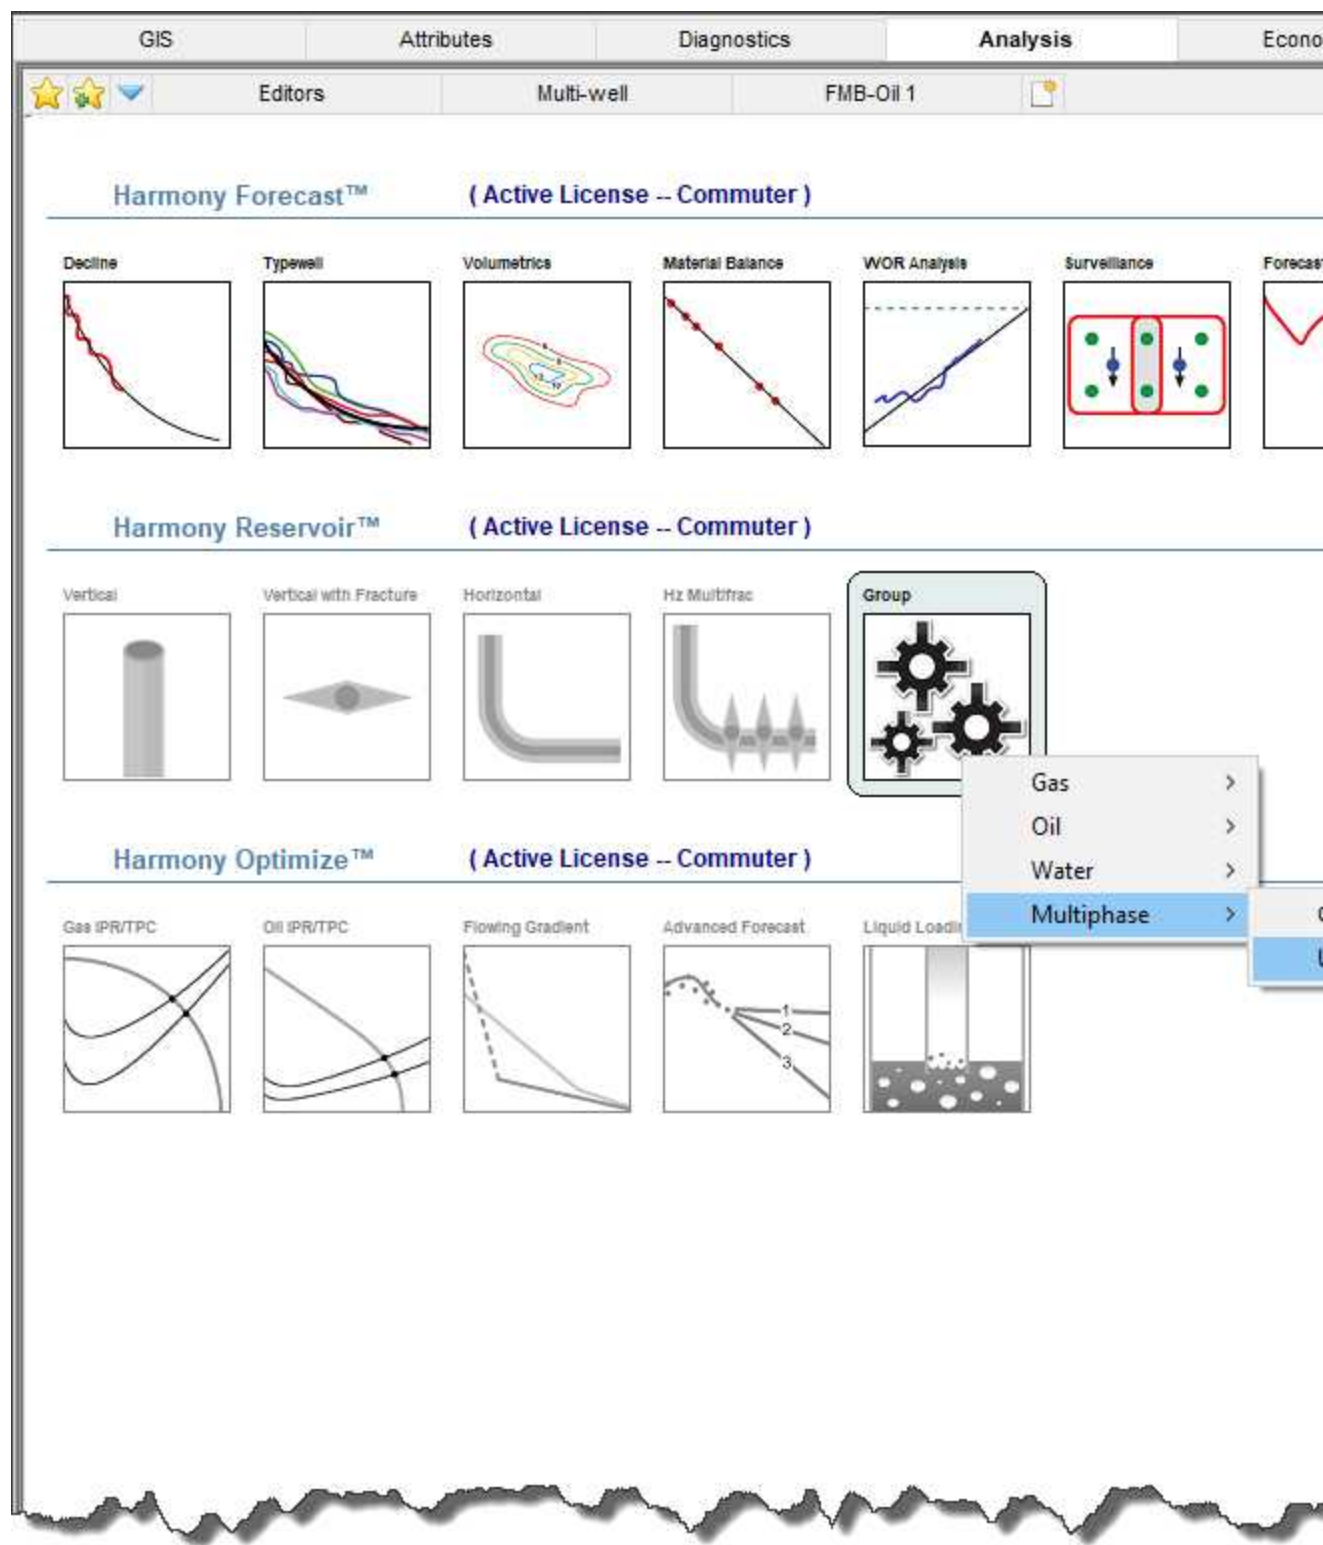 GIS Attributes Diagnostics Analysis Econo
Editors Multi-well FMB-Oil 1
Harmony Forecast™ ( Active License -- Commuter )
Decline Typewell Volumetrics Material Balance WOR Analysis Surveillance Forecast
Harmony Reservoir™ ( Active License -- Commuter )
Vertical Vertical with Fracture Horizontal Hz Multifrac Group
Gas
Oil
Water
Multiphase
Harmony Optimize™ ( Active License -- Commuter )
Gas IPR/TPC Oil IPR/TPC Flowing Gradient Advanced Forecast Liquid Loadi
1
2
3